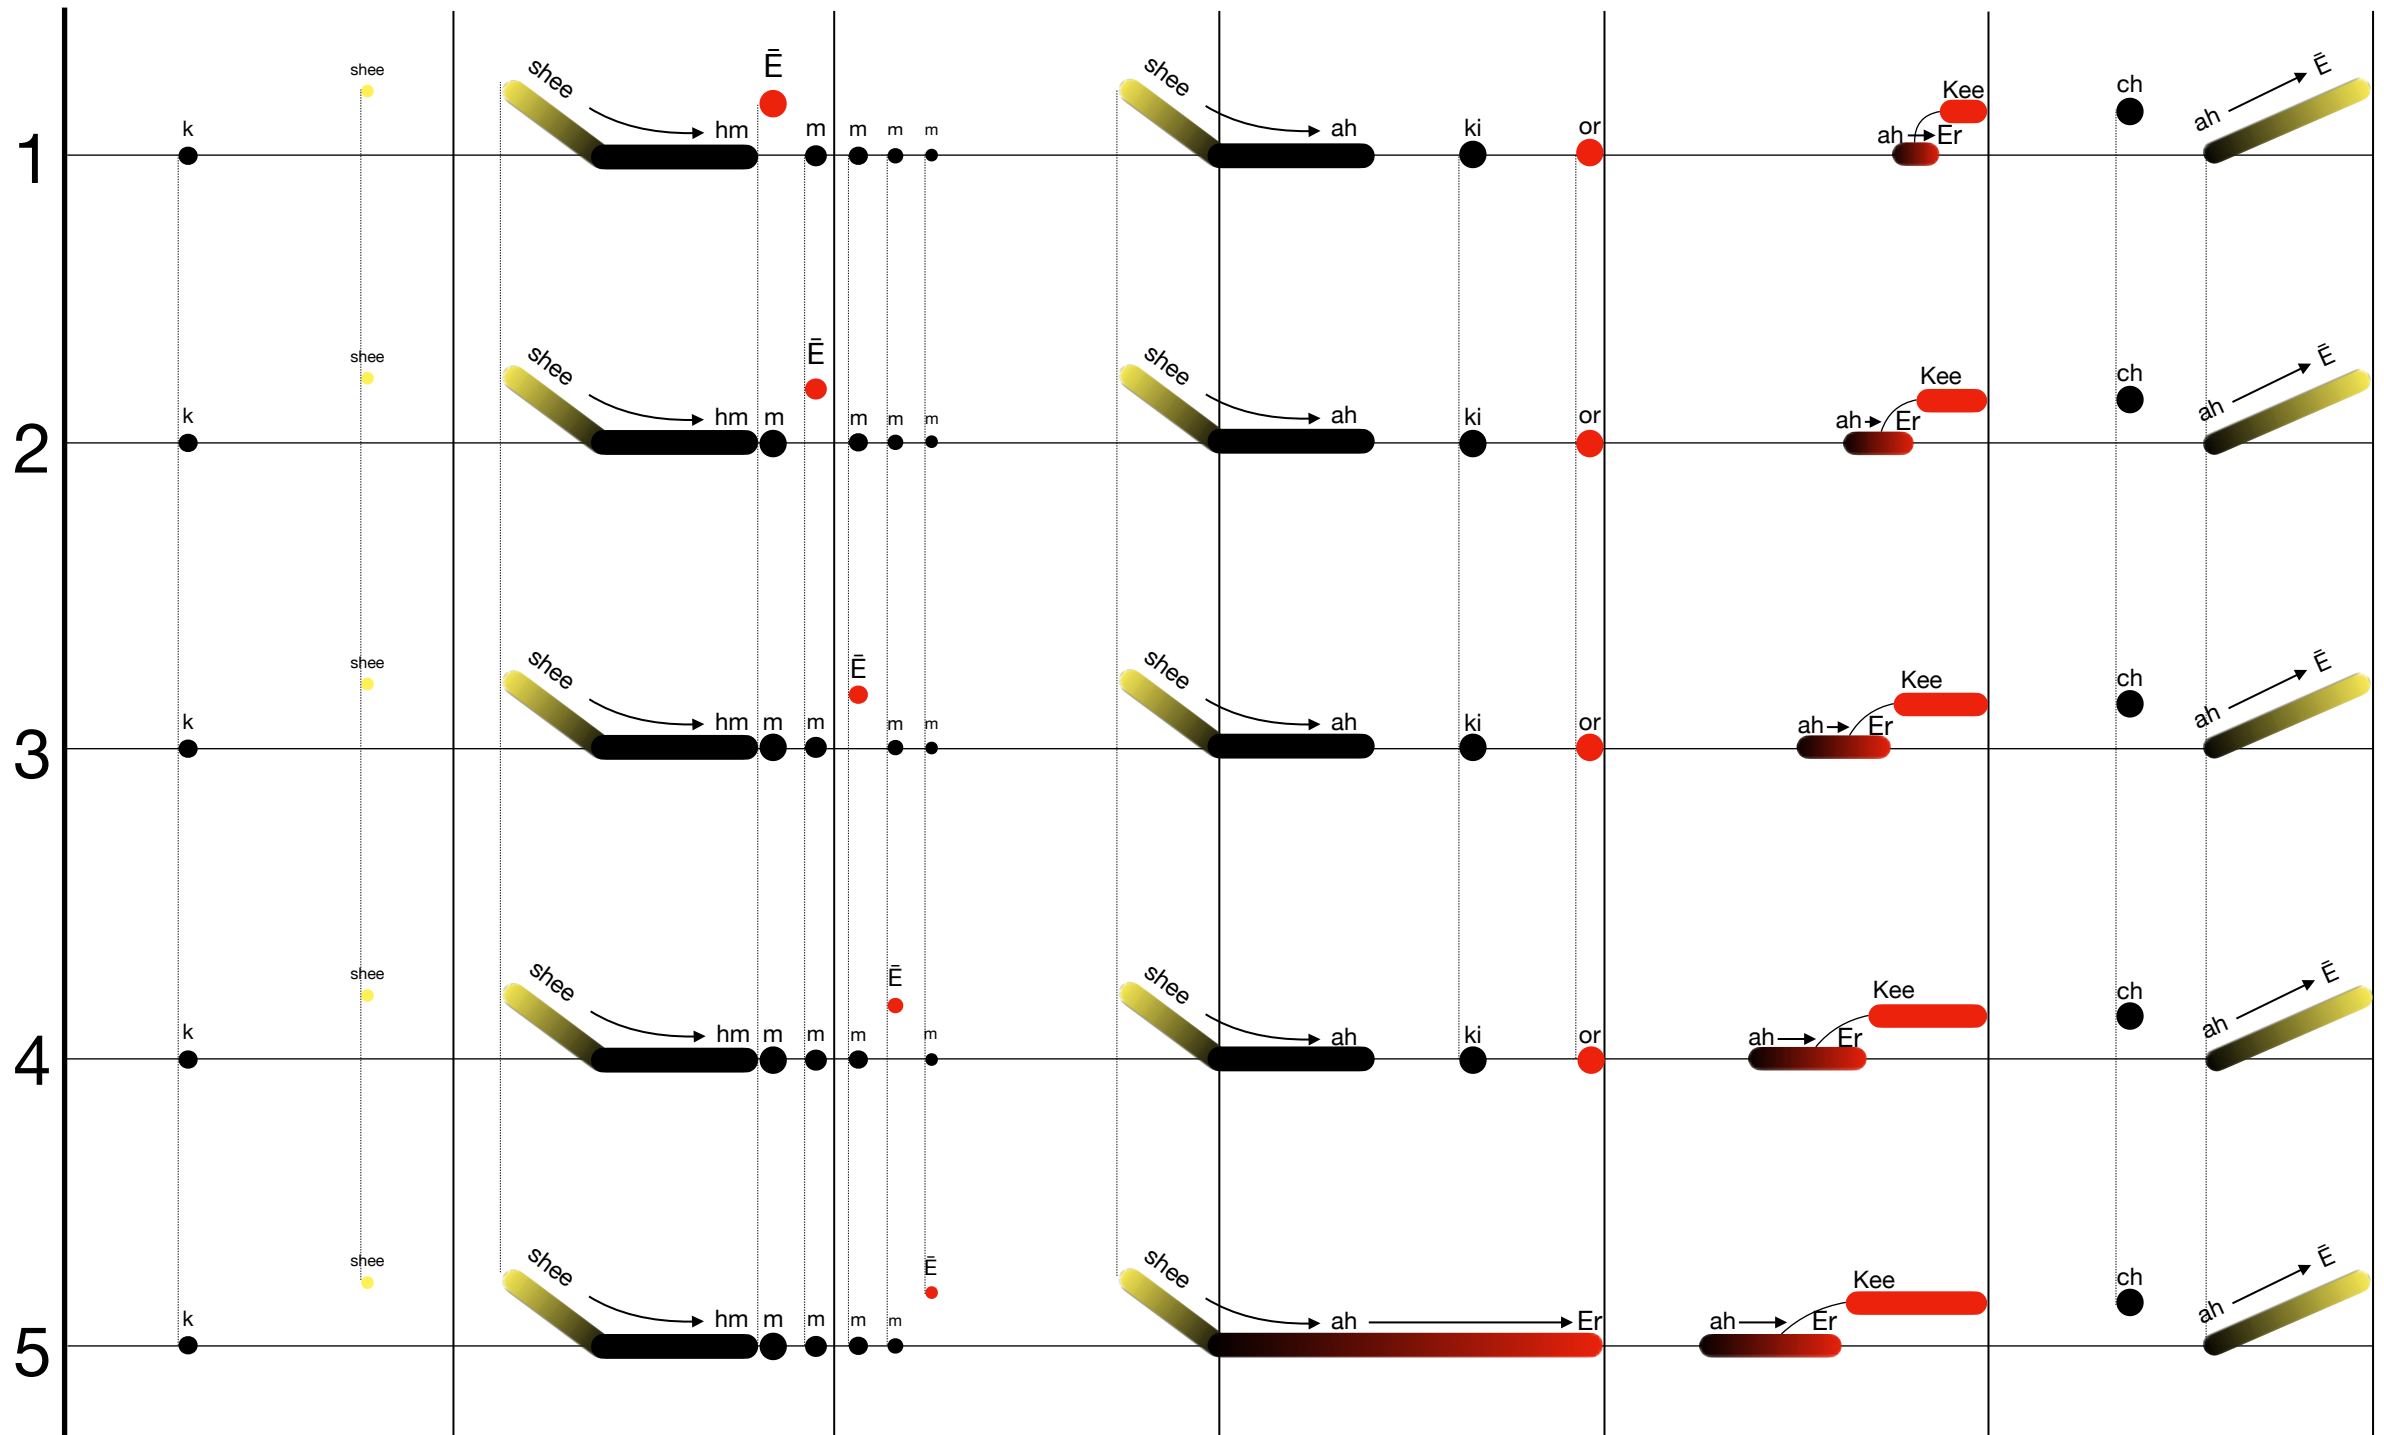 1 k shee shee hm Ē m m m m shee ah ki or ah Er Kee ch ah Ē
2 k shee shee hm m Ē m m m shee ah ki or ah Er Kee ch ah Ē
3 k shee shee hm m m Ē m m shee ah ki or ah Er Kee ch ah Ē
4 k shee shee hm m m m Ē m shee ah ki or ah Er Kee ch ah Ē
5 k shee shee hm m m m m Ē shee ah Er ah Er Kee ch ah Ē